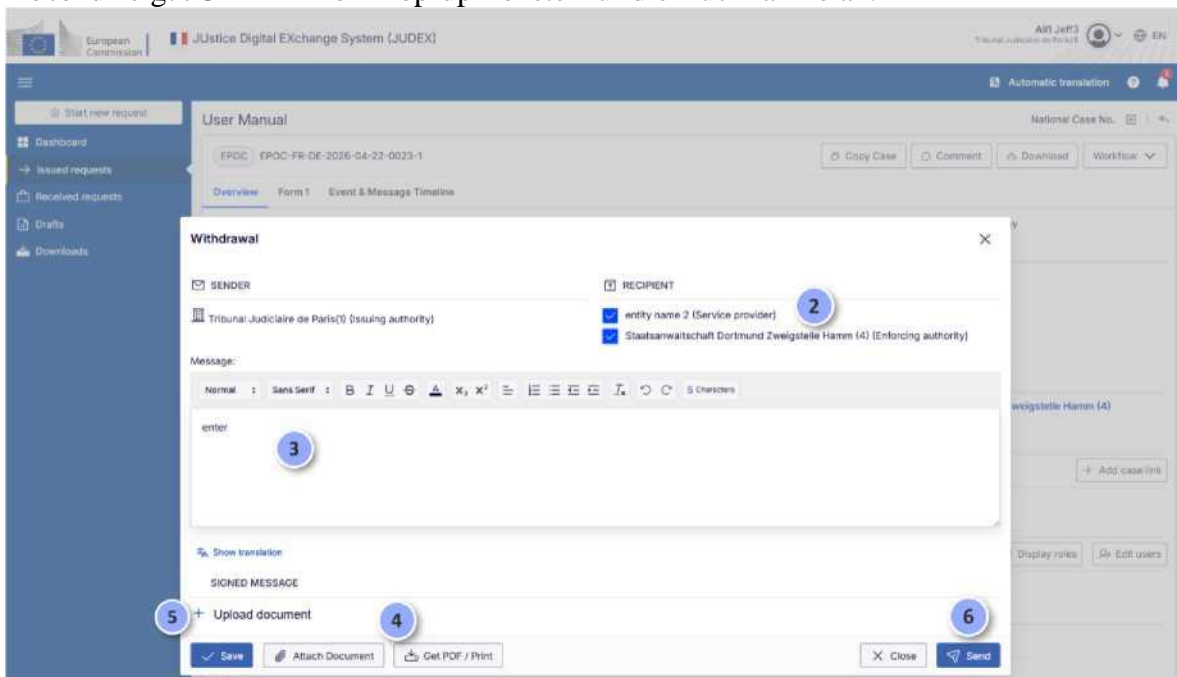 European
Commission
JUstice Digital EXchange System (JUDEX)
Alfi Jeff3
EN
Automatic translation
Start new request
Dashboard
Issued requests
Received requests
Drafts
Downloads
User Manual
National Case No.
EPOC EPOC-FR-DE-2026-04-22-0023-1
Copy Case
Comment
Download
Workflow
Overview Form 1 Event & Message Timeline
Withdrawal
SENDER
RECIPIENT
Tribunal Judiciaire de Paris(1) (Issuing authority)
entity name 2 (Service provider)
2
Staatsanwaltschaft Dortmund Zweigstelle Hamm (4) (Enforcing authority)
Message:
Normal Sans Serif B I U S A X₂ X² 5 Characters
enter
3
weigstelle Hamm (4)
+ Add case link
Show translation
Display roles
Edit users
SIGNED MESSAGE
5
+ Upload document
4
6
Save
Attach Document
Get PDF / Print
Close
Send